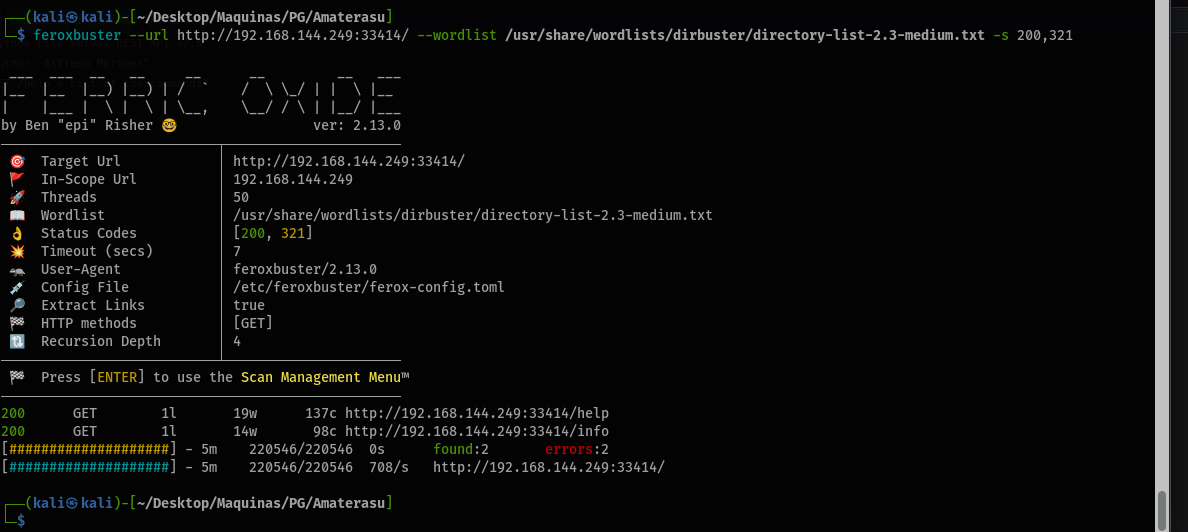 (kali㉿kali)-[~/Desktop/Maquinas/PG/Amaterasu]
$ feroxbuster --url http://192.168.144.249:33414/ --wordlist /usr/share/wordlists/dirbuster/directory-list-2.3-medium.txt -s 200,321
FERRIC OXIDE
by Ben "epi" Risher 🤓 ver: 2.13.0
🎯 Target Url │ http://192.168.144.249:33414/
🚩 In-Scope Url │ 192.168.144.249
🚀 Threads │ 50
📖 Wordlist │ /usr/share/wordlists/dirbuster/directory-list-2.3-medium.txt
👌 Status Codes │ [200, 321]
💥 Timeout (secs) │ 7
🦡 User-Agent │ feroxbuster/2.13.0
💉 Config File │ /etc/feroxbuster/ferox-config.toml
🔎 Extract Links │ true
🏁 HTTP methods │ [GET]
🔃 Recursion Depth │ 4
🏁 Press [ENTER] to use the Scan Management Menu™
200 GET 1l 19w 137c http://192.168.144.249:33414/help
200 GET 1l 14w 98c http://192.168.144.249:33414/info
[####################] - 5m 220546/220546 0s found:2 errors:2
[####################] - 5m 220546/220546 708/s http://192.168.144.249:33414/
(kali㉿kali)-[~/Desktop/Maquinas/PG/Amaterasu]
$